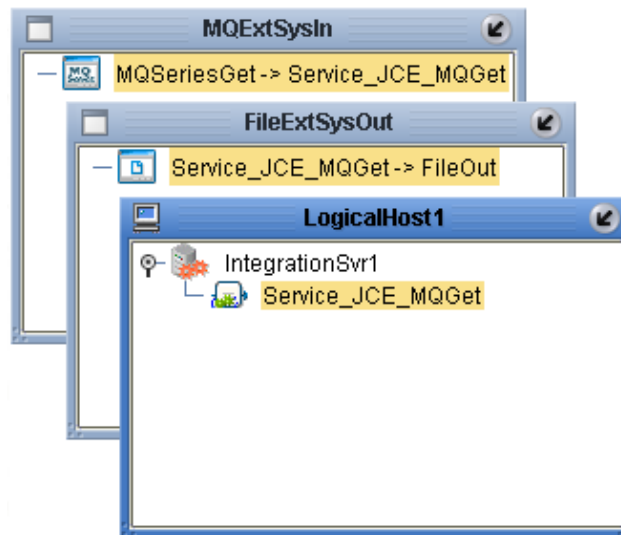 MQExtSysIn
MQSeriesGet -> Service_JCE_MQGet
FileExtSysOut
Service_JCE_MQGet -> FileOut
LogicalHost1
IntegrationSvr1
Service_JCE_MQGet